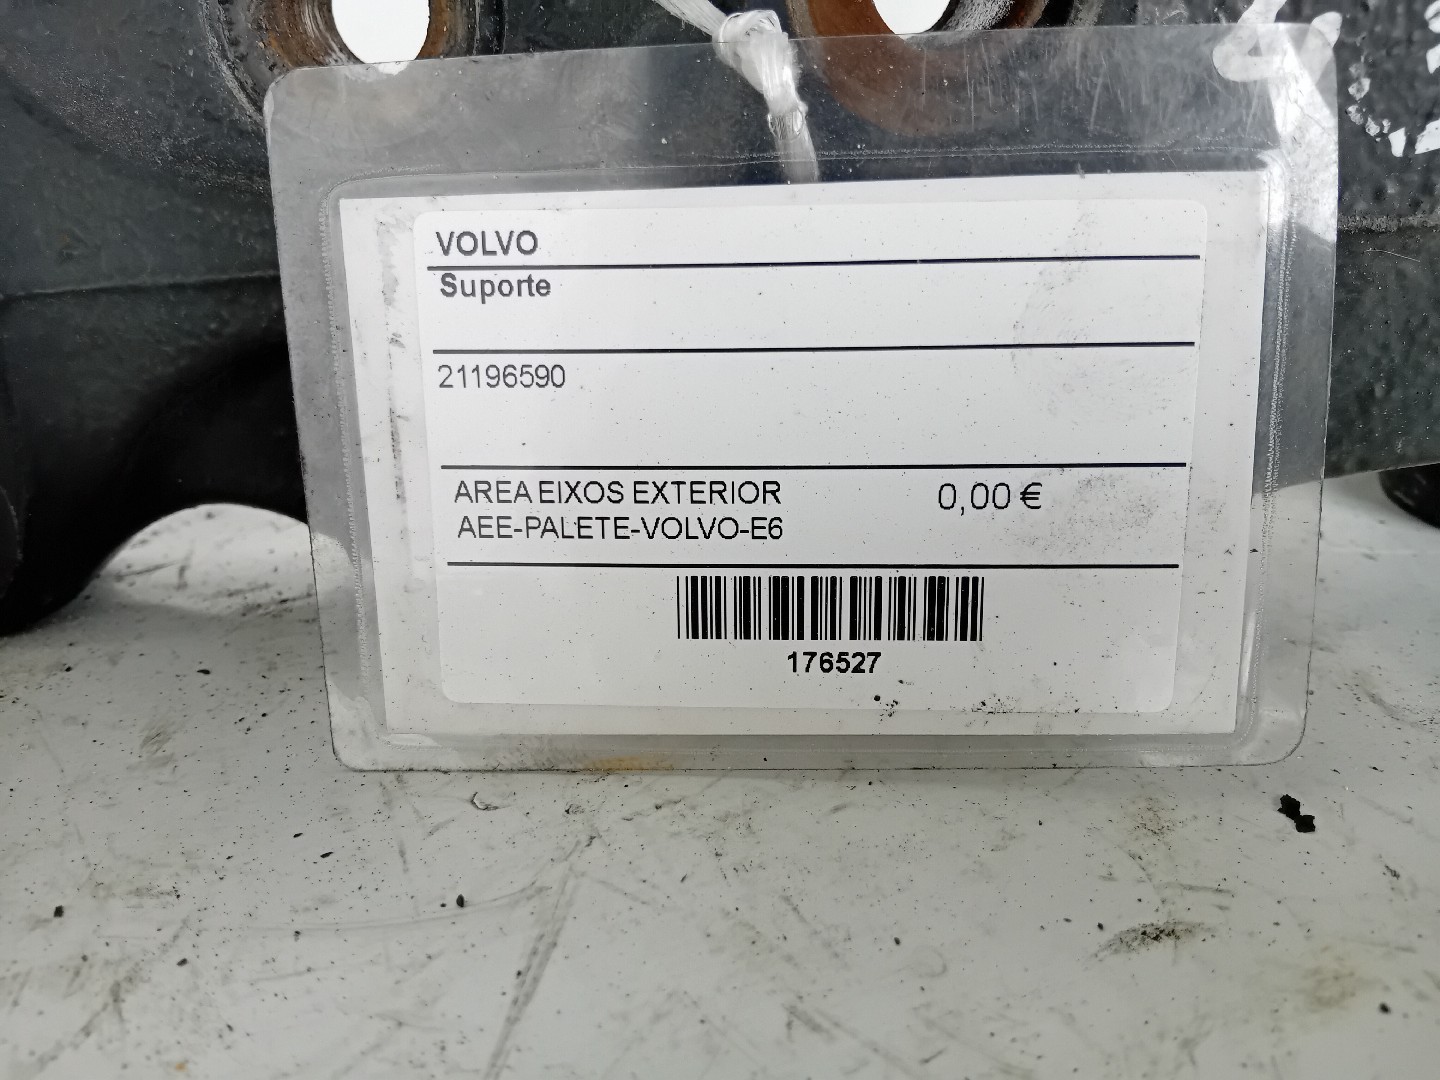 VOLVO
Suporte
21196590
AREA EIXOS EXTERIOR 0,00 €
AEE-PALETE-VOLVO-E6
176527